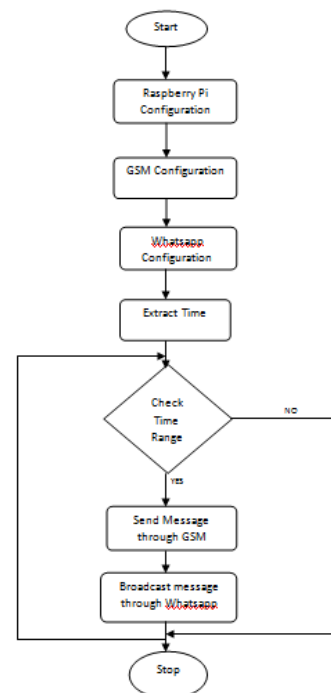 Start
Raspberry Pi
Configuration
GSM Configuration
Whatsapp
Configuration
Extract Time
Check
Time
Range
NO
YES
Send Message
through GSM
Broadcast message
through Whatsapp
Stop